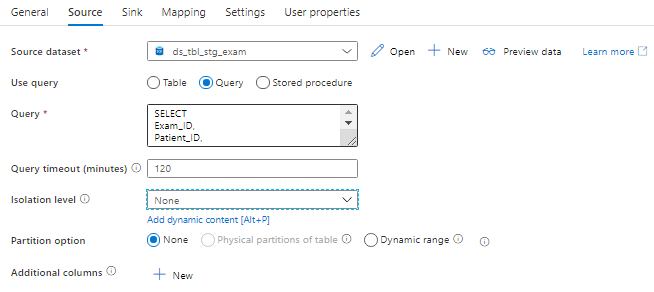 General Source Sink Mapping Settings User properties
Source dataset * ds_tbl_stg_exam Open New Preview data Learn more
Use query Table Query Stored procedure
Query * SELECT
Exam_ID,
Patient_ID,
Query timeout (minutes) 120
Isolation level None
Add dynamic content [Alt+P]
Partition option None Physical partitions of table Dynamic range
Additional columns New